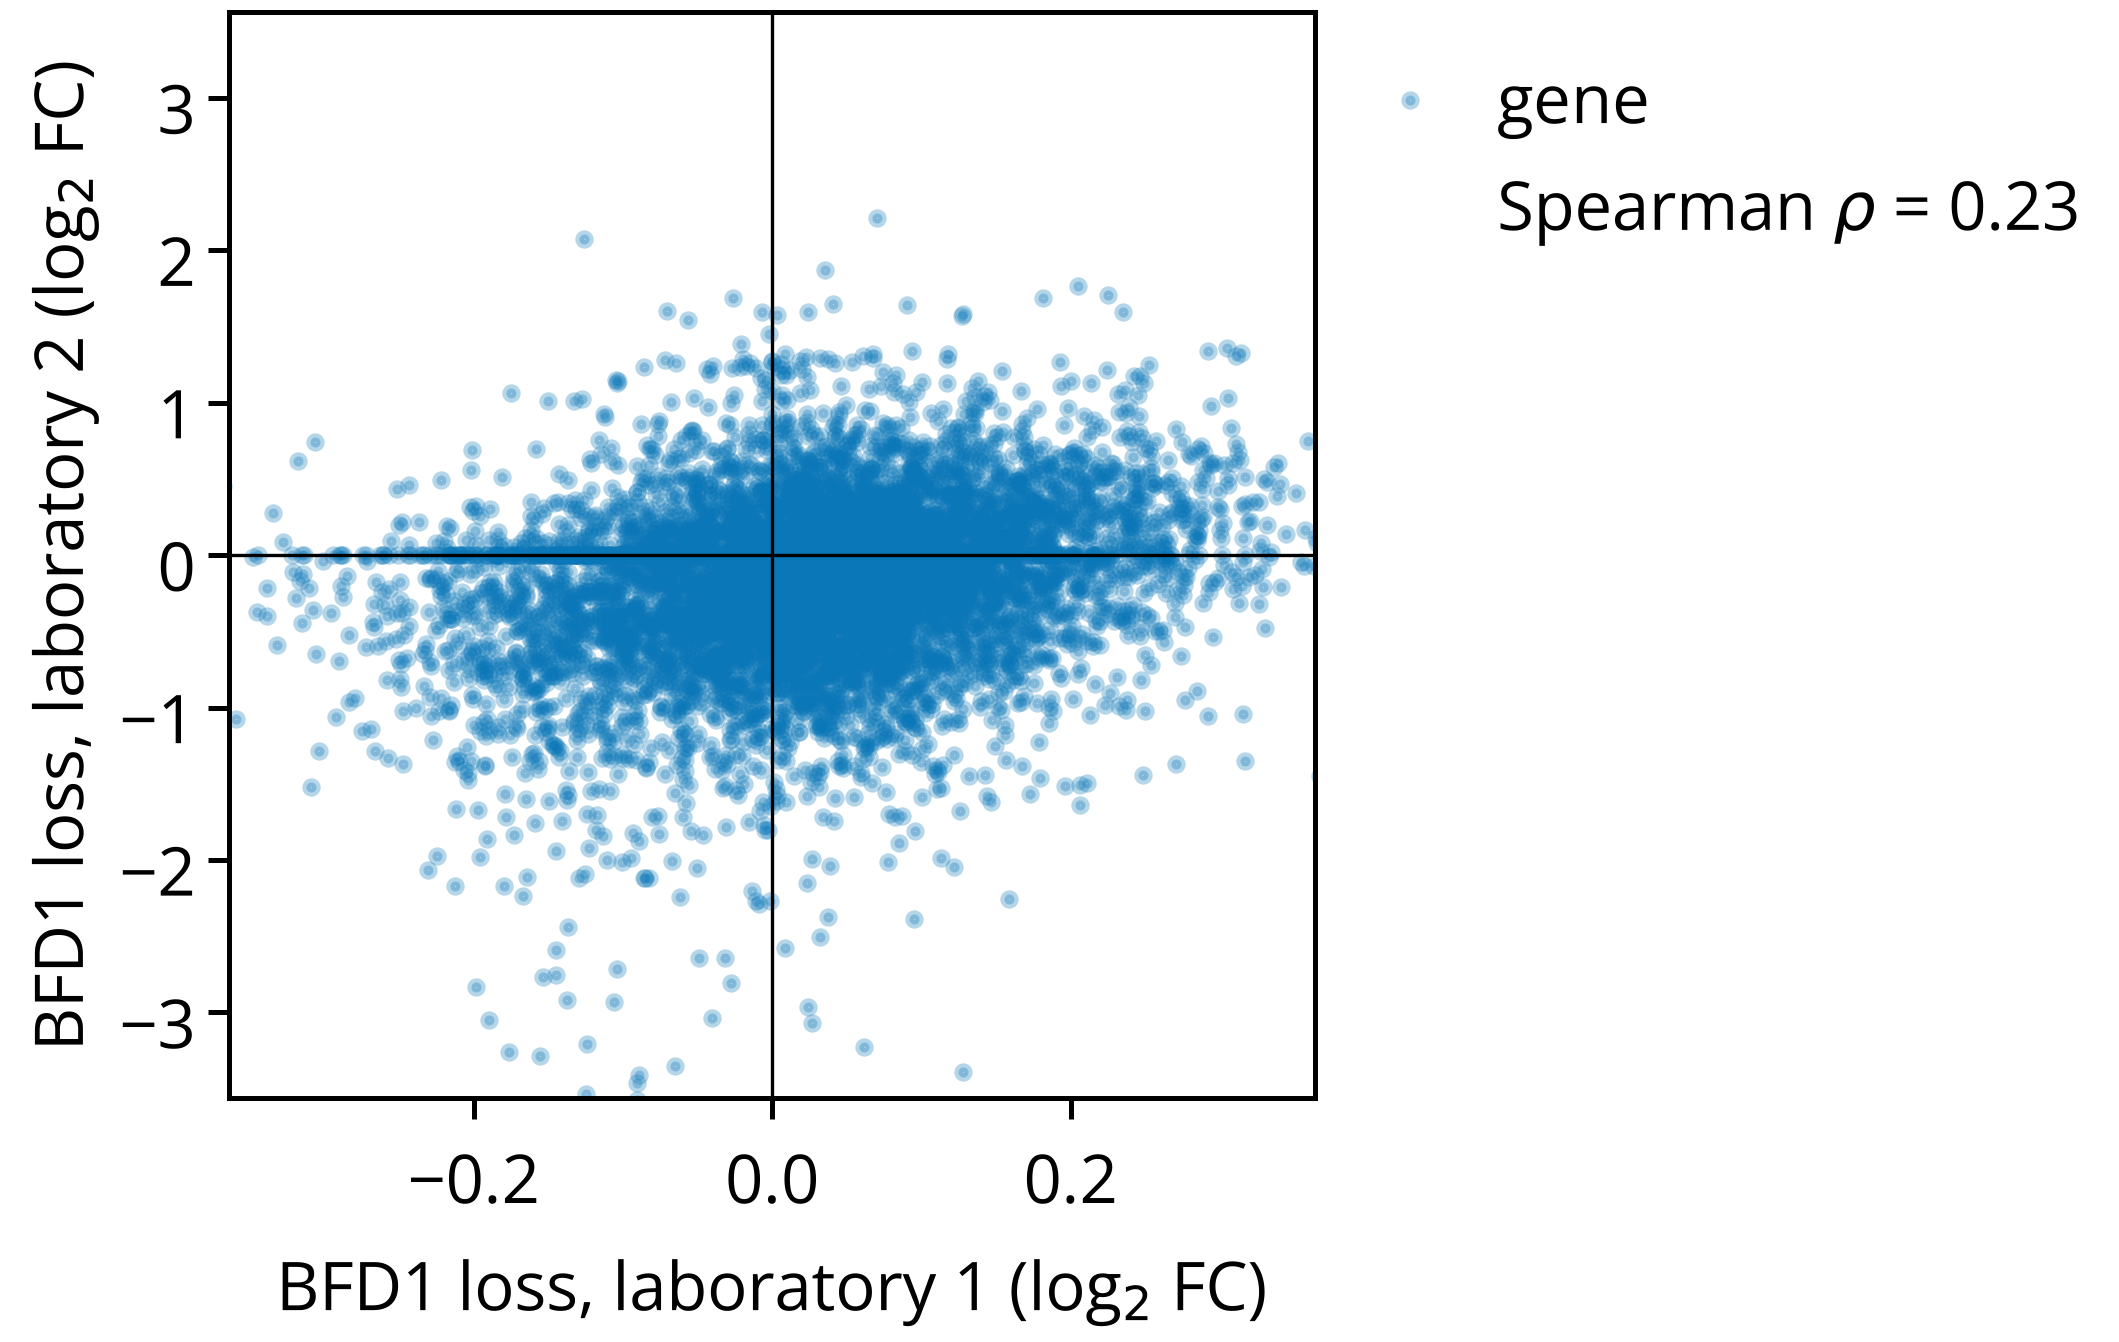 BFD1 loss, laboratory 2 (log₂ FC)
3
2
1
0
−1
−2
−3
−0.2 0.0 0.2
BFD1 loss, laboratory 1 (log₂ FC)
gene
Spearman ρ = 0.23